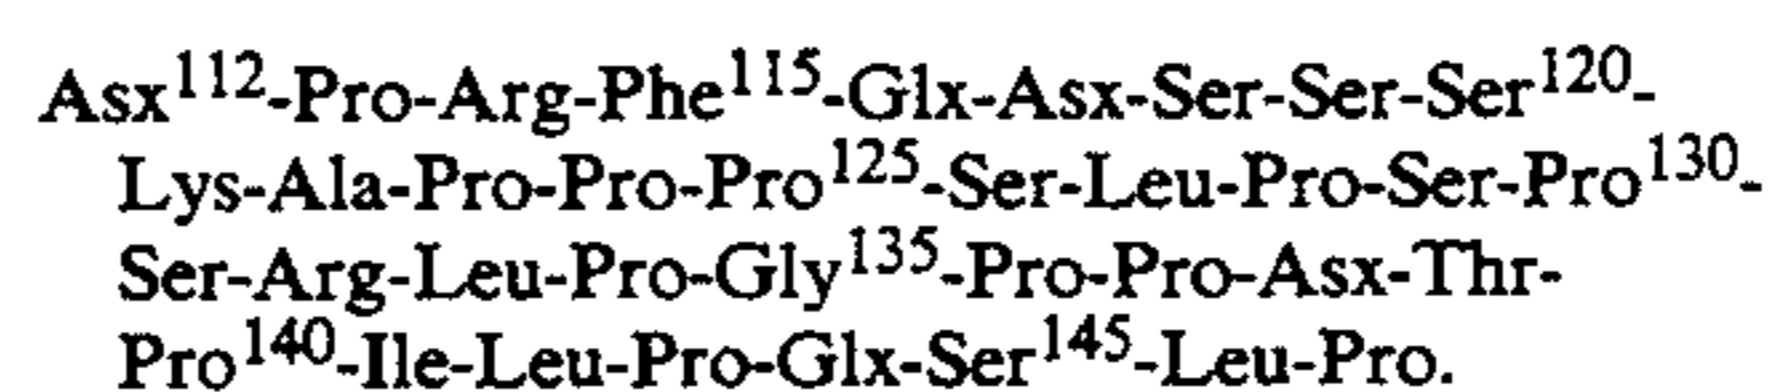 Asx¹¹²-Pro-Arg-Phe¹¹⁵-Glx-Asx-Ser-Ser-Ser¹²⁰-
Lys-Ala-Pro-Pro-Pro¹²⁵-Ser-Leu-Pro-Ser-Pro¹³⁰-
Ser-Arg-Leu-Pro-Gly¹³⁵-Pro-Pro-Asx-Thr-
Pro¹⁴⁰-Ile-Leu-Pro-Glx-Ser¹⁴⁵-Leu-Pro.